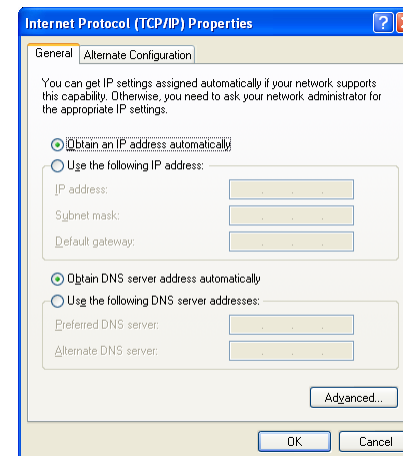 Internet Protocol (TCP/IP) Properties
General Alternate Configuration
You can get IP settings assigned automatically if your network supports
this capability. Otherwise, you need to ask your network administrator for
the appropriate IP settings.
Obtain an IP address automatically
Use the following IP address:
IP address:
Subnet mask:
Default gateway:
Obtain DNS server address automatically
Use the following DNS server addresses:
Preferred DNS server:
Alternate DNS server:
Advanced...
OK Cancel